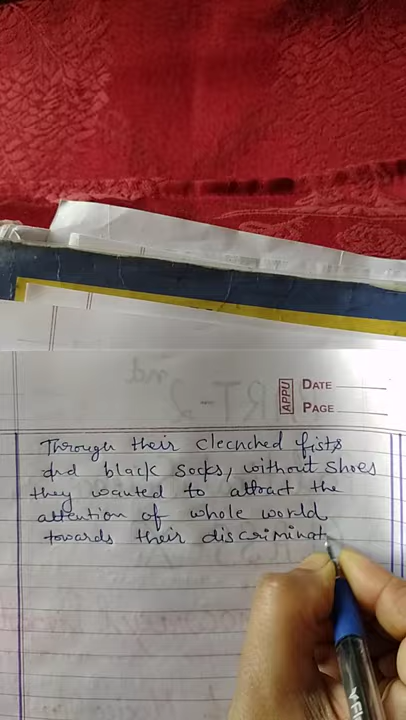 APPU
DATE
PAGE
Through their clecnched fists
and black socks, without shoes
they wanted to attract the
attention of whole world
towards their discriminat